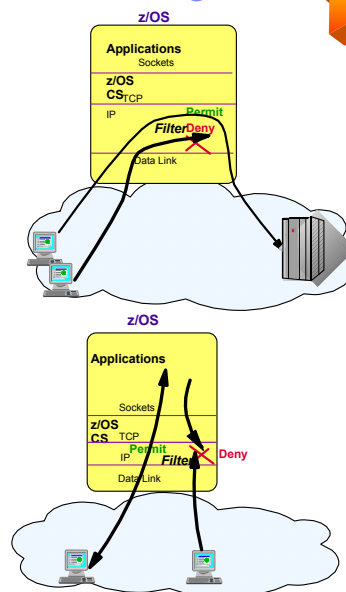 z/OS
Applications
Sockets
z/OS
CS TCP
IP Permit
Filter Deny
Data Link
z/OS
Applications
Sockets
z/OS
CS TCP
Permit
IP Filter Deny
Data Link